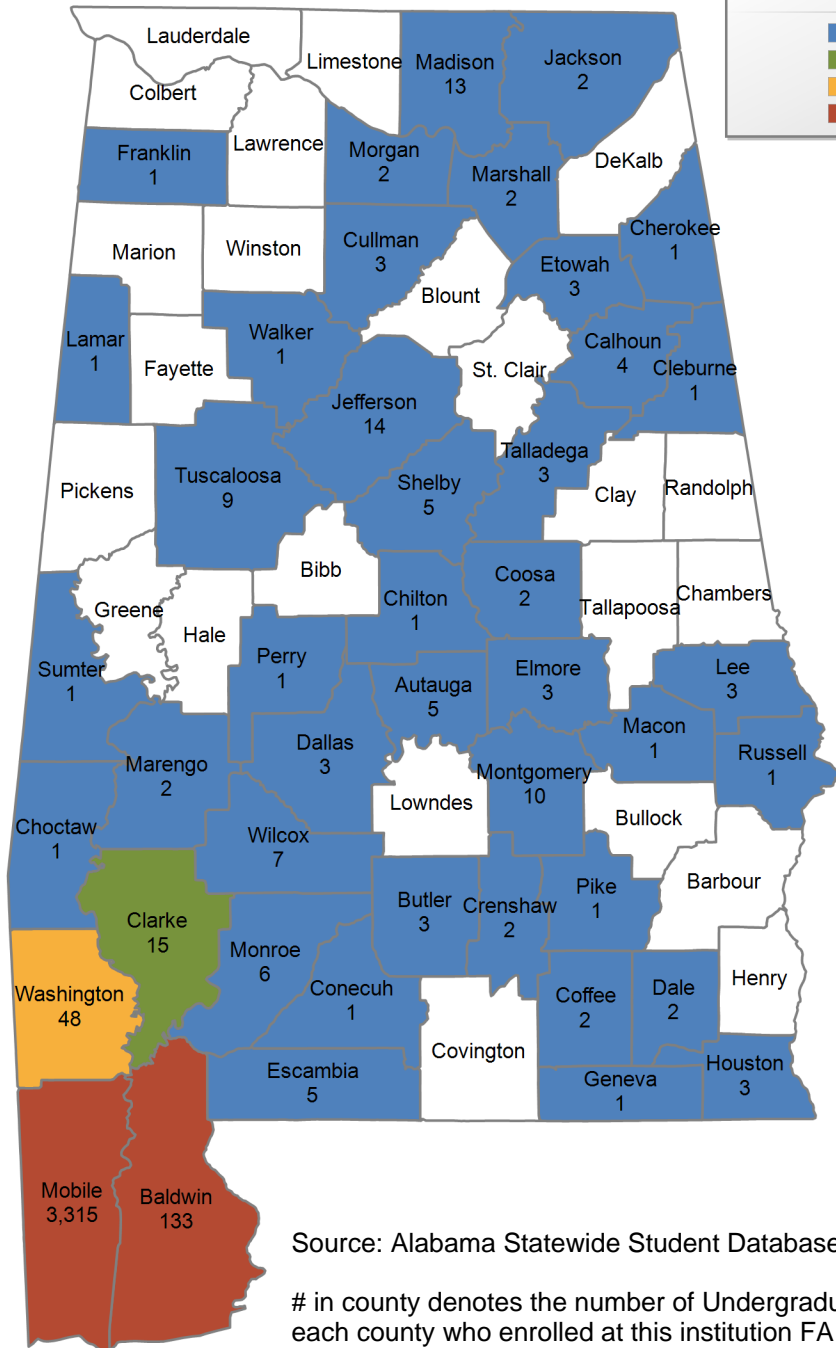 Lauderdale
Limestone
Madison
13
Jackson
2
Colbert
Franklin
1
Lawrence
Morgan
2
Marshall
2
DeKalb
Cherokee
1
Marion
Winston
Cullman
3
Blount
Etowah
3
Lamar
1
Fayette
Walker
1
St. Clair
Calhoun
4
Cleburne
1
Jefferson
14
Pickens
Tuscaloosa
9
Shelby
5
Talladega
3
Clay
Randolph
Greene
Hale
Bibb
Chilton
1
Coosa
2
Tallapoosa
Chambers
Sumter
1
Perry
1
Autauga
5
Elmore
3
Lee
3
Marengo
2
Dallas
3
Macon
1
Russell
1
Choctaw
1
Wilcox
7
Lowndes
Montgomery
10
Bullock
Barbour
Clarke
15
Monroe
6
Butler
3
Crenshaw
2
Pike
1
Washington
48
Conecuh
1
Covington
Coffee
2
Dale
2
Henry
Escambia
5
Geneva
1
Houston
3
Mobile
3,315
Baldwin
133
Source: Alabama Statewide Student Database
# in county denotes the number of Undergradu
each county who enrolled at this institution FA